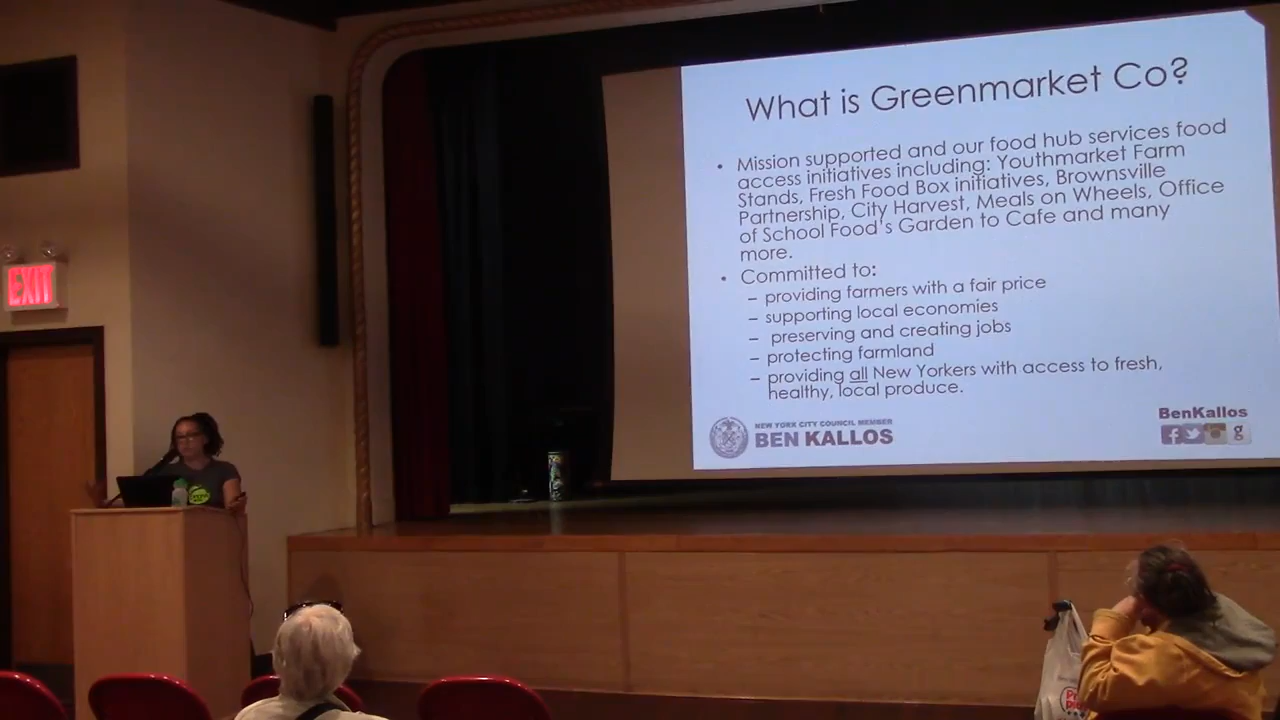 What is Greenmarket Co?
• Mission supported and our food hub services food
access initiatives including: Youthmarket Farm
Stands, Fresh Food Box initiatives, Brownsville
Partnership, City Harvest, Meals on Wheels, Office
of School Food's Garden to Cafe and many
more.
• Committed to:
– providing farmers with a fair price
– supporting local economies
– preserving and creating jobs
– protecting farmland
– providing all New Yorkers with access to fresh,
healthy, local produce.
NEW YORK CITY COUNCIL MEMBER
BEN KALLOS
BenKallos
EXIT